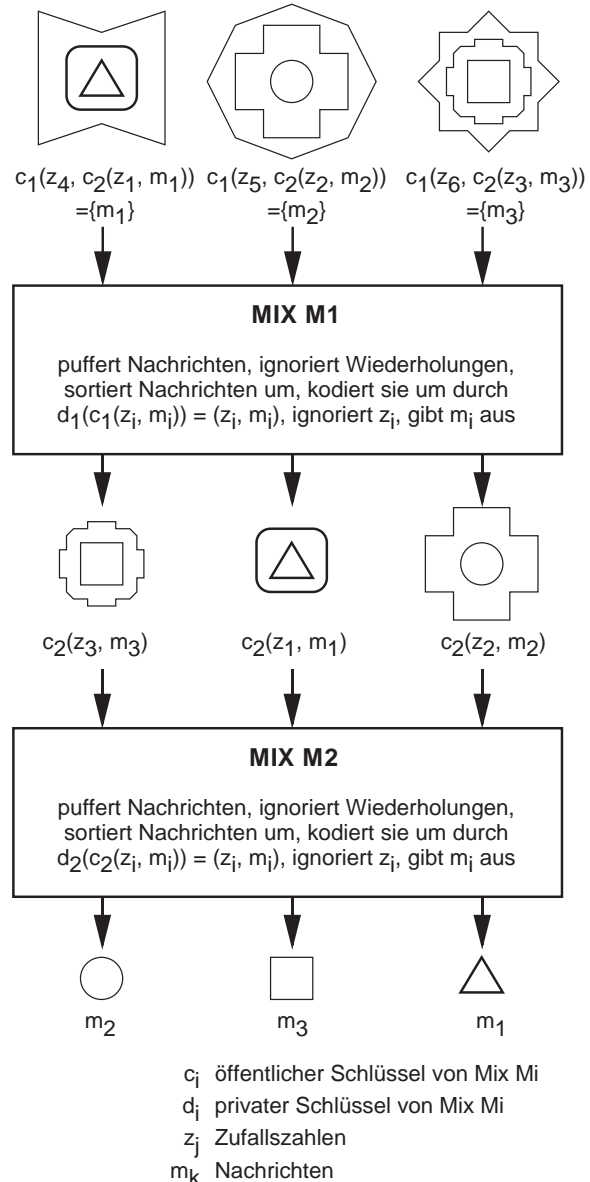 c1(z4, c2(z1, m1)) c1(z5, c2(z2, m2)) c1(z6, c2(z3, m3))
={m1} ={m2} ={m3}
MIX M1
puffert Nachrichten, ignoriert Wiederholungen,
sortiert Nachrichten um, kodiert sie um durch
d1(c1(zi, mi)) = (zi, mi), ignoriert zi, gibt mi aus
c2(z3, m3) c2(z1, m1) c2(z2, m2)
MIX M2
puffert Nachrichten, ignoriert Wiederholungen,
sortiert Nachrichten um, kodiert sie um durch
d2(c2(zi, mi)) = (zi, mi), ignoriert zi, gibt mi aus
m2 m3 m1
ci öffentlicher Schlüssel von Mix Mi
di privater Schlüssel von Mix Mi
zj Zufallszahlen
mk Nachrichten